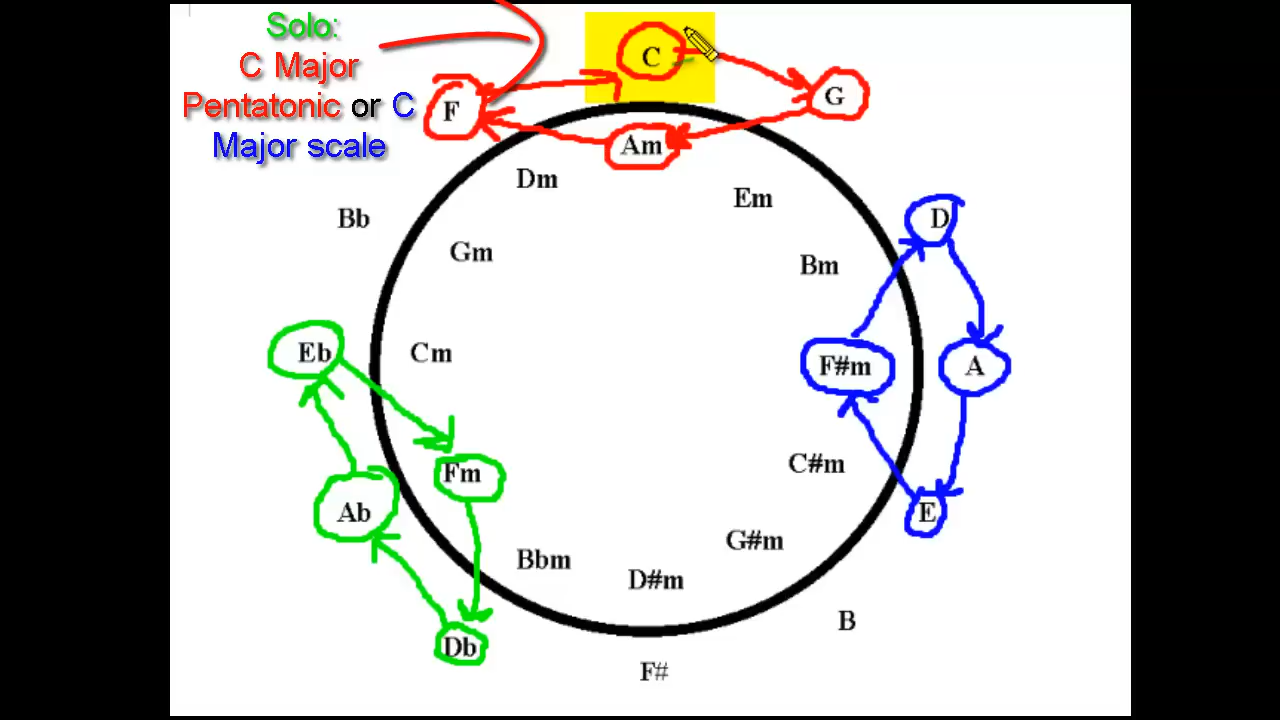 Solo:
C Major
Pentatonic or C
Major scale
C
F
G
Am
Dm
Em
Bb
D
Gm
Bm
Eb
Cm
F#m
A
Fm
C#m
Ab
E
Bbm
G#m
D#m
B
Db
F#